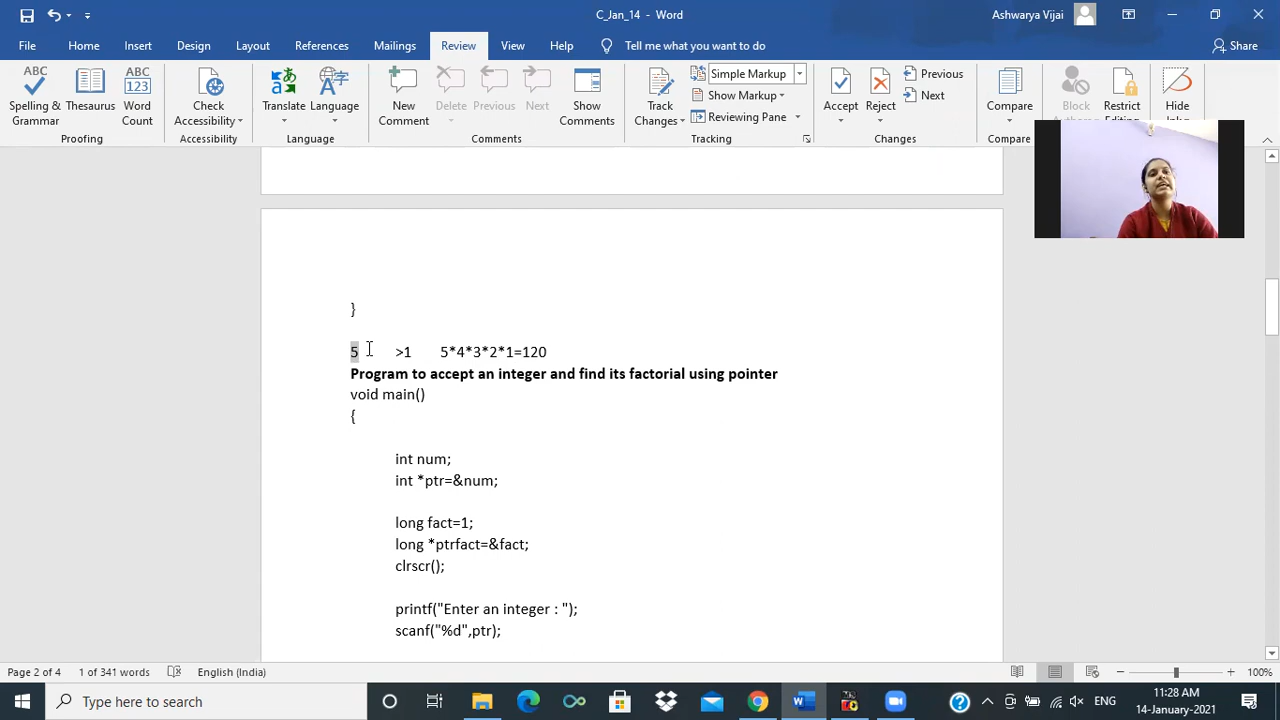 C_Jan_14 - Word
Ashwarya Vijai
File Home Insert Design Layout References Mailings Review View Help Tell me what you want to do Share
ABC
ABC
123
Simple Markup
Previous
Spelling & Grammar
Thesaurus
Word Count
Check Accessibility
Translate
Language
New Comment
Delete
Previous
Next
Show Comments
Track Changes
Show Markup
Reviewing Pane
Accept
Reject
Next
Compare
Block
Restrict Editing
Hide
Proofing Accessibility Language Comments Tracking Changes Compare
}
5 >1 5*4*3*2*1=120
Program to accept an integer and find its factorial using pointer
void main()
{
int num;
int *ptr=&num;
long fact=1;
long *ptrfact=&fact;
clrscr();
printf("Enter an integer : ");
scanf("%d",ptr);
Page 2 of 4 1 of 341 words English (India) 100%
Type here to search
ENG
11:28 AM
14-January-2021